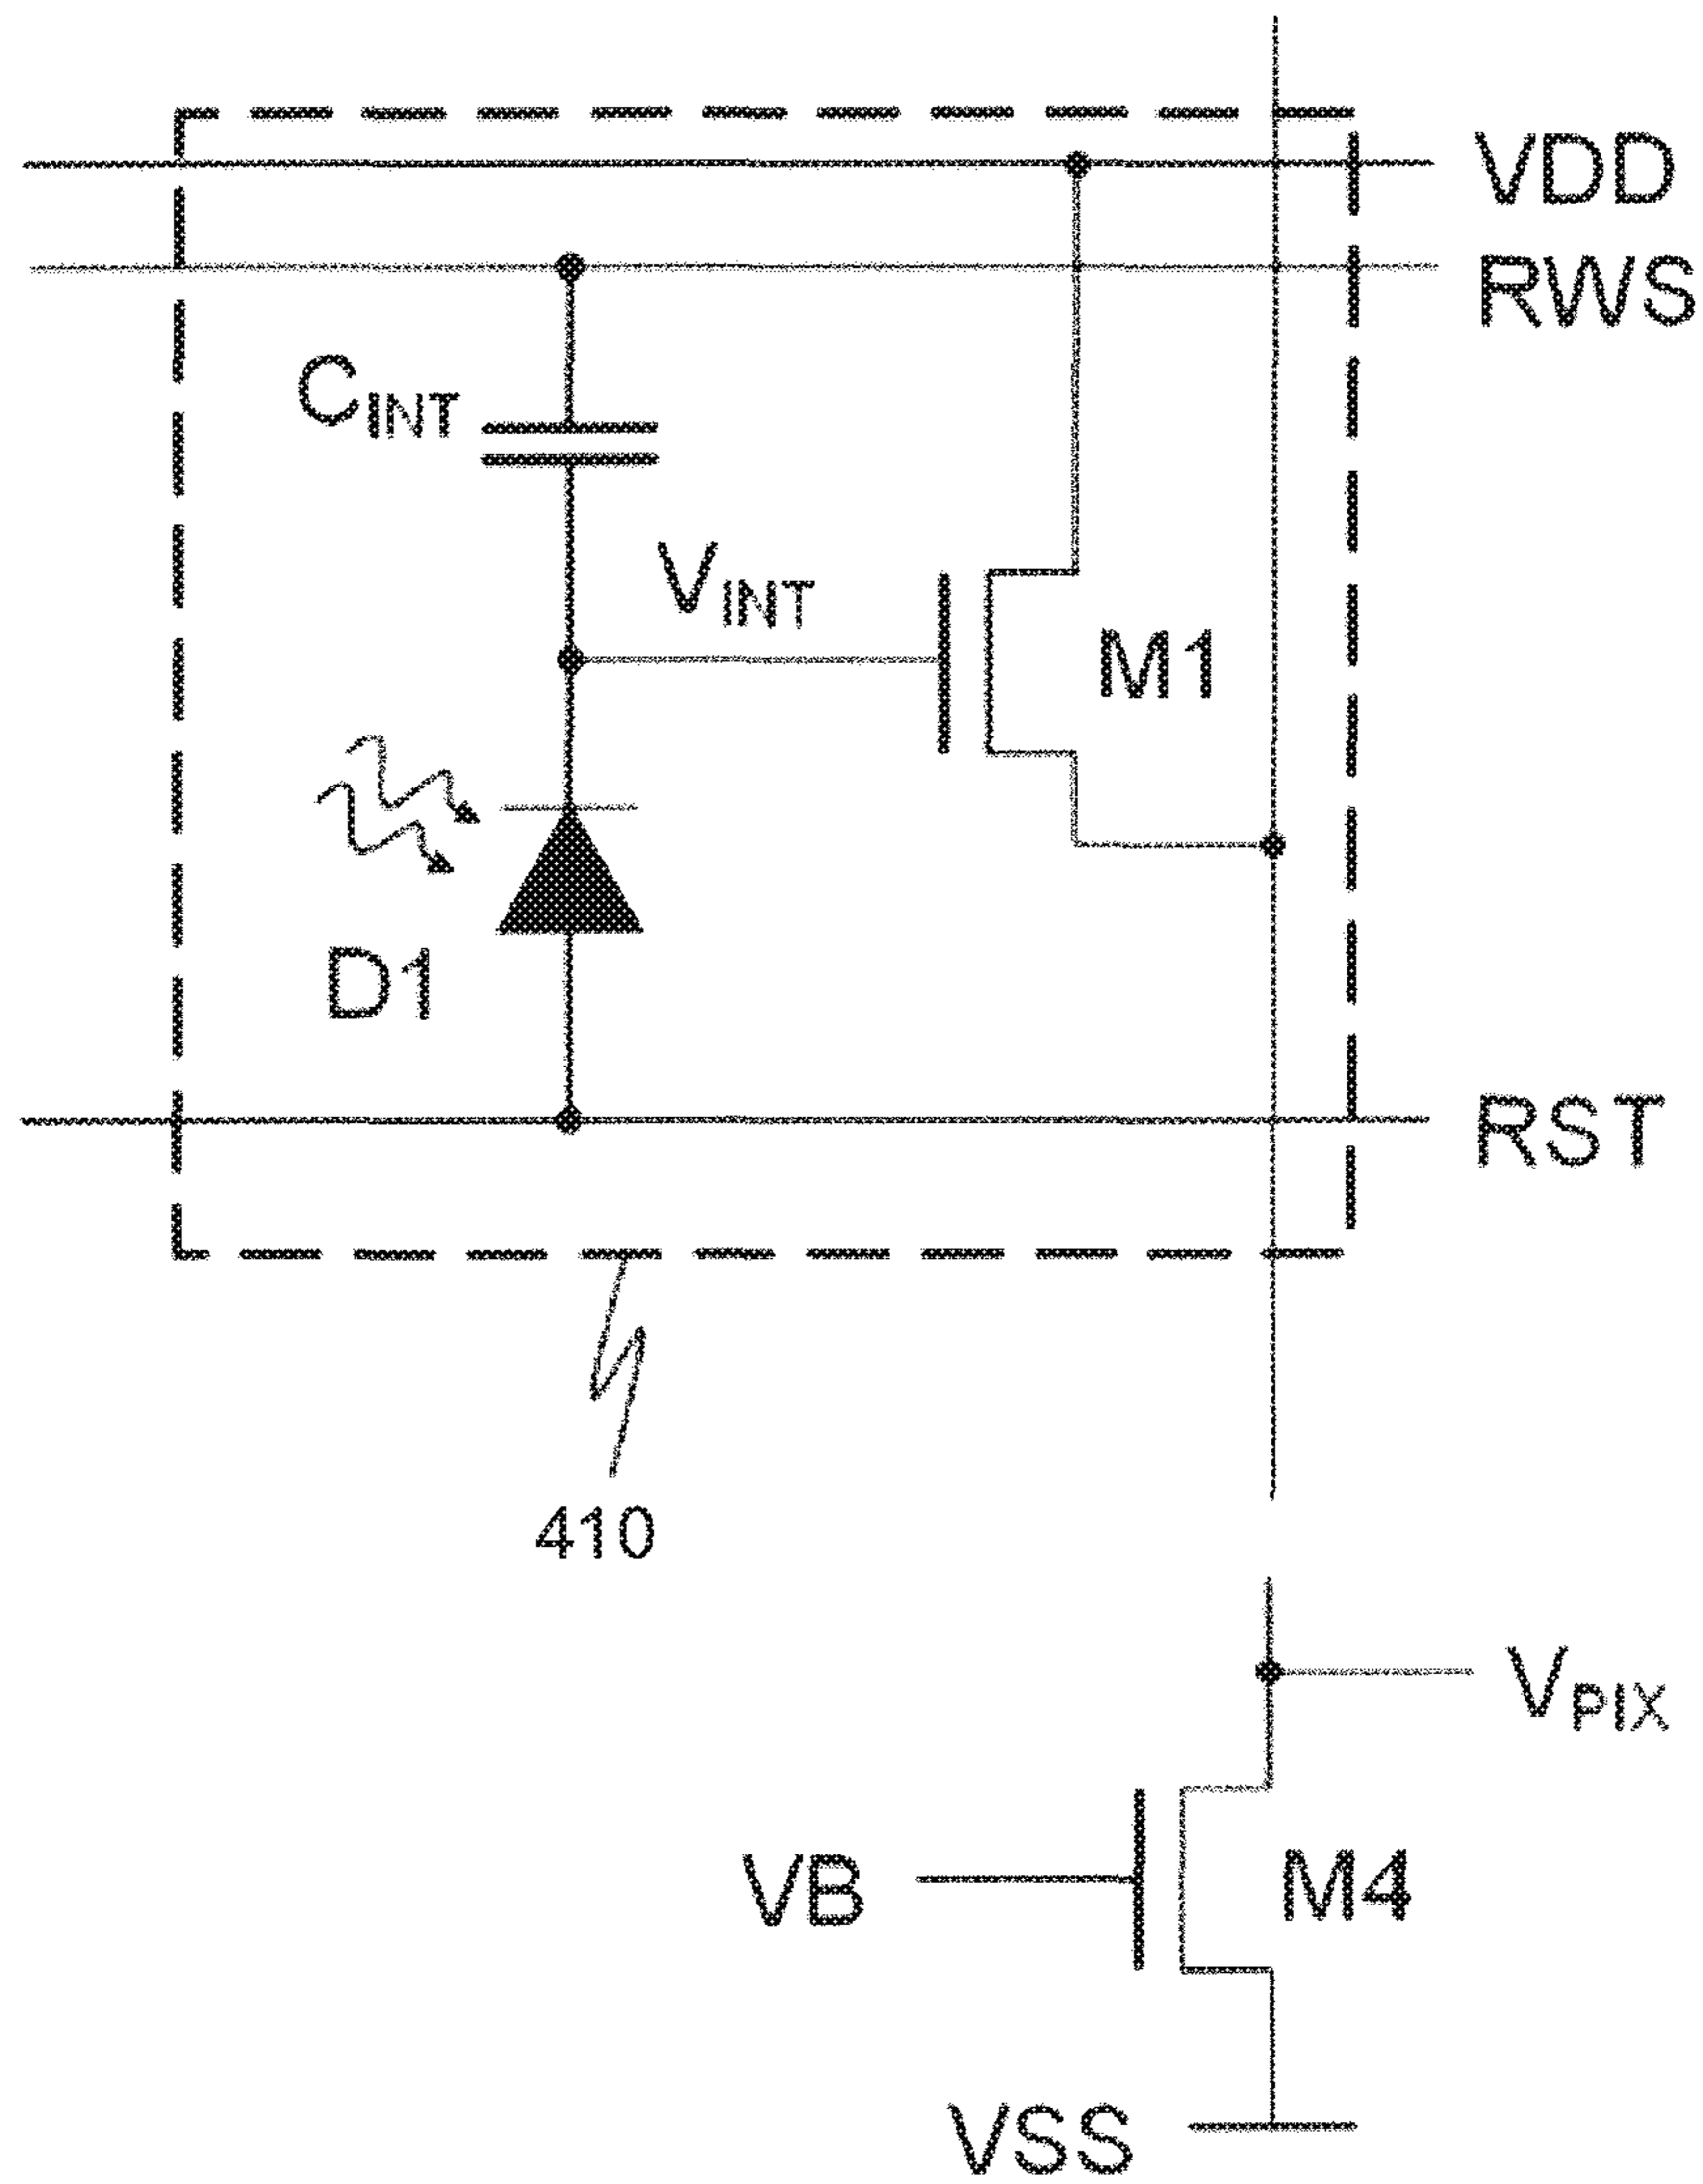 VDD
RWS
CINT
VINT
M1
D1
RST
410
VPIX
VB
M4
VSS